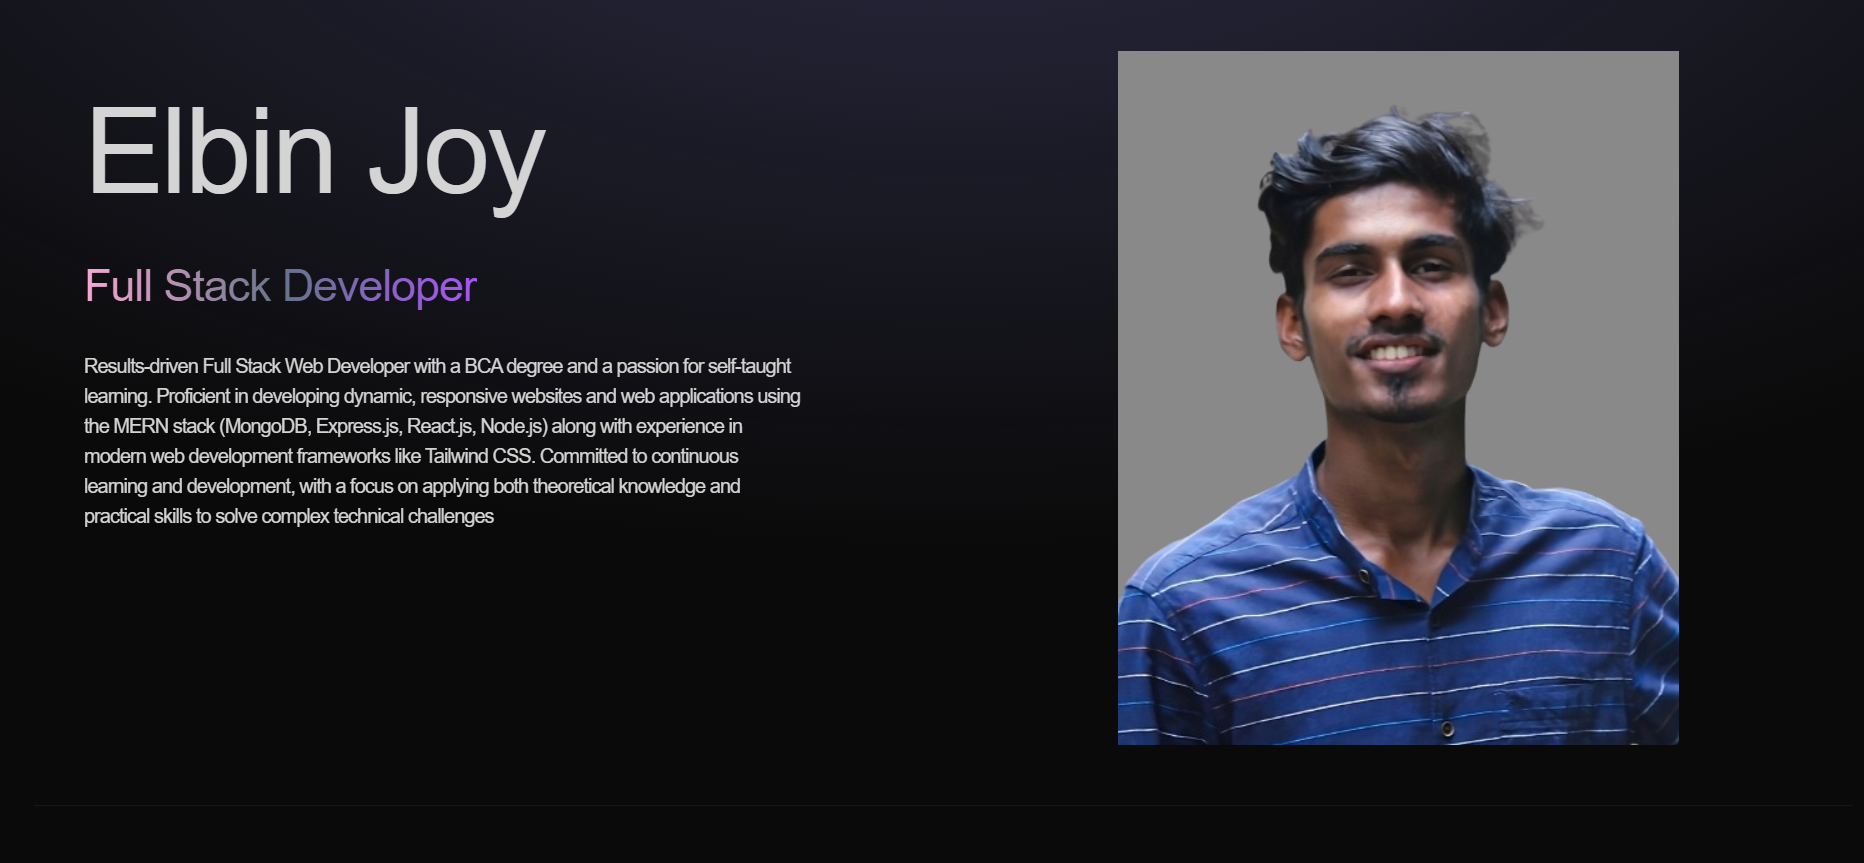 Elbin Joy
Full Stack Developer
Results-driven Full Stack Web Developer with a BCA degree and a passion for self-taught
learning. Proficient in developing dynamic, responsive websites and web applications using
the MERN stack (MongoDB, Express.js, React.js, Node.js) along with experience in
modern web development frameworks like Tailwind CSS. Committed to continuous
learning and development, with a focus on applying both theoretical knowledge and
practical skills to solve complex technical challenges